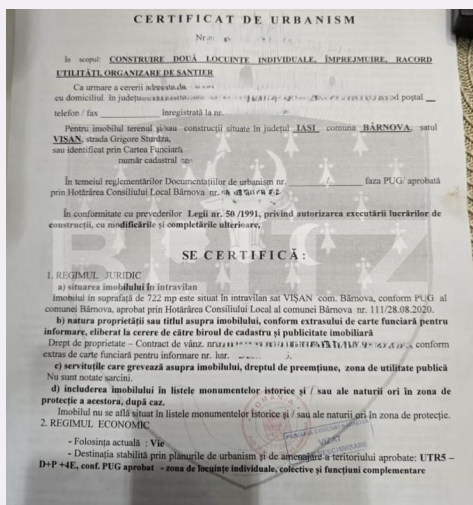 CERTIFICAT DE URBANISM
Nr.
În scopul: CONSTRUIRE DOUĂ LOCUINȚE INDIVIDUALE, ÎMPREJMUIRE, RACORD
UTILITĂȚI, ORGANIZARE DE ȘANTIER
Ca urmare a cererii adresate de
cu domiciliul în județul poștal
telefon / fax înregistrată la nr.
Pentru imobilul terenul și/sau construcții situate în județul IAȘI, comuna BÂRNOVA, satul
VIȘAN, strada Grigore Sturdza,
sau identificat prin Cartea Funciară
număr cadastral
În temeiul reglementărilor Documentațiilor de urbanism nr. faza PUG/ aprobată
prin Hotărârea Consiliului Local Bârnova nr.
În conformitate cu prevederilor Legii nr. 50 /1991, privind autorizarea executării lucrărilor de
construcții, cu modificările și completările ulterioare,
BLITZ
SE CERTIFICĂ:
1. REGIMUL JURIDIC
a) situarea imobilului în intravilan
Imobilul în suprafață de 722 mp este situat în intravilan sat VIȘAN com. Bârnova, conform PUG al
comunei Bârnova, aprobat prin Hotărârea Consiliului Local al comunei Bârnova nr. 111/28.08.2020.
b) natura proprietății sau titlul asupra imobilului, conform extrasului de carte funciară pentru
informare, eliberat la cerere de către biroul de cadastru și publicitate imobiliară
Drept de proprietate – Contract de vânz. conform
extras de carte funciară pentru informare nr.
c) servituțile care grevează asupra imobilului, dreptul de preemțiune, zona de utilitate publică
Nu sunt notate sarcini.
d) includerea imobilului în listele monumentelor istorice și / sau ale naturii ori în zona de
protecție a acestora, după caz.
Imobilul nu se află situat în listele monumentelor istorice și / sau ale naturii ori în zona de protecție.
2. REGIMUL ECONOMIC
- Folosința actuală : Vie
- Destinația stabilită prin planurile de urbanism și de amenajare a teritoriului aprobate: UTR5 –
D+P +4E, conf. PUG aprobat - zona de locuințe individuale, colective și funcțiuni complementare
VIZAT